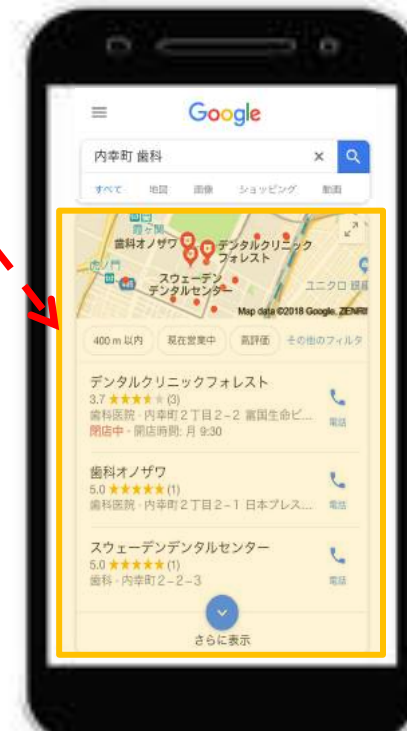 Google
内幸町 歯科
すべて 地図 画像 ショッピング 動画
霞ヶ関
歯科オノザワ
デンタルクリニック
フォレスト
虎ノ門
スウェーデン
デンタルセンター
ユニクロ 銀座
Map data ©2018 Google, ZENRIN
400 m 以内 現在営業中 高評価 その他のフィルタ
デンタルクリニックフォレスト
3.7 ★★★★★ (3)
歯科医院 · 内幸町2丁目2−2 富国生命ビ...
閉店中 · 開店時間: 月 9:30
電話
歯科オノザワ
5.0 ★★★★★ (1)
歯科医院 · 内幸町2丁目2−1 日本プレス...
電話
スウェーデンデンタルセンター
5.0 ★★★★★ (1)
歯科 · 内幸町2−2−3
電話
さらに表示